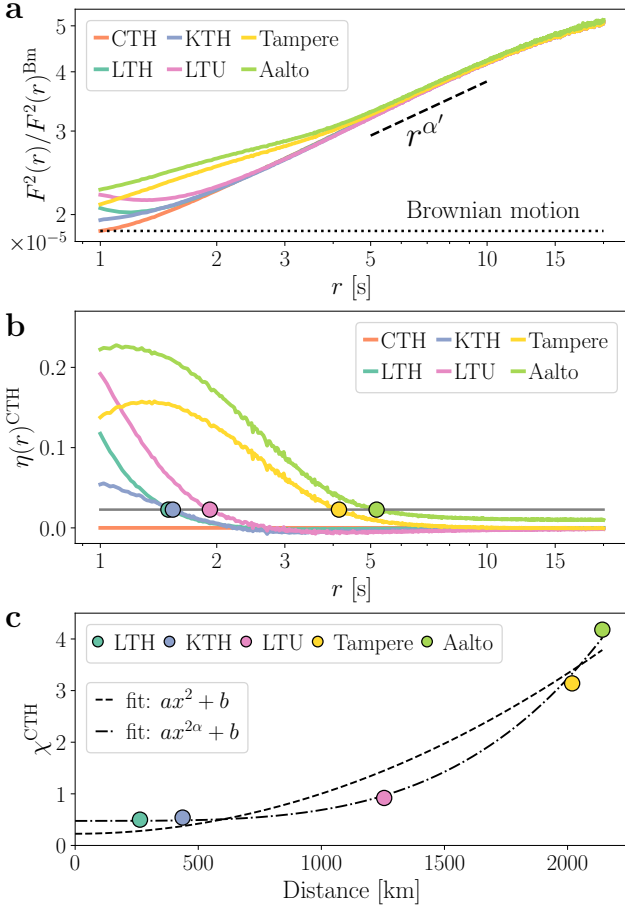 a
F²(r)/F²(r)ᴮᵐ
5
4
3
2
×10⁻⁵
CTH KTH Tampere
LTH LTU Aalto
r^α′
Brownian motion
1 2 3 5 10 15
r [s]
b
η(r)^CTH
0.2
0.1
0.0
CTH KTH Tampere
LTH LTU Aalto
1 2 3 5 10 15
r [s]
c
χ^CTH
4
3
2
1
0
LTH KTH LTU Tampere Aalto
fit: ax² + b
fit: ax^2α + b
0 500 1000 1500 2000
Distance [km]